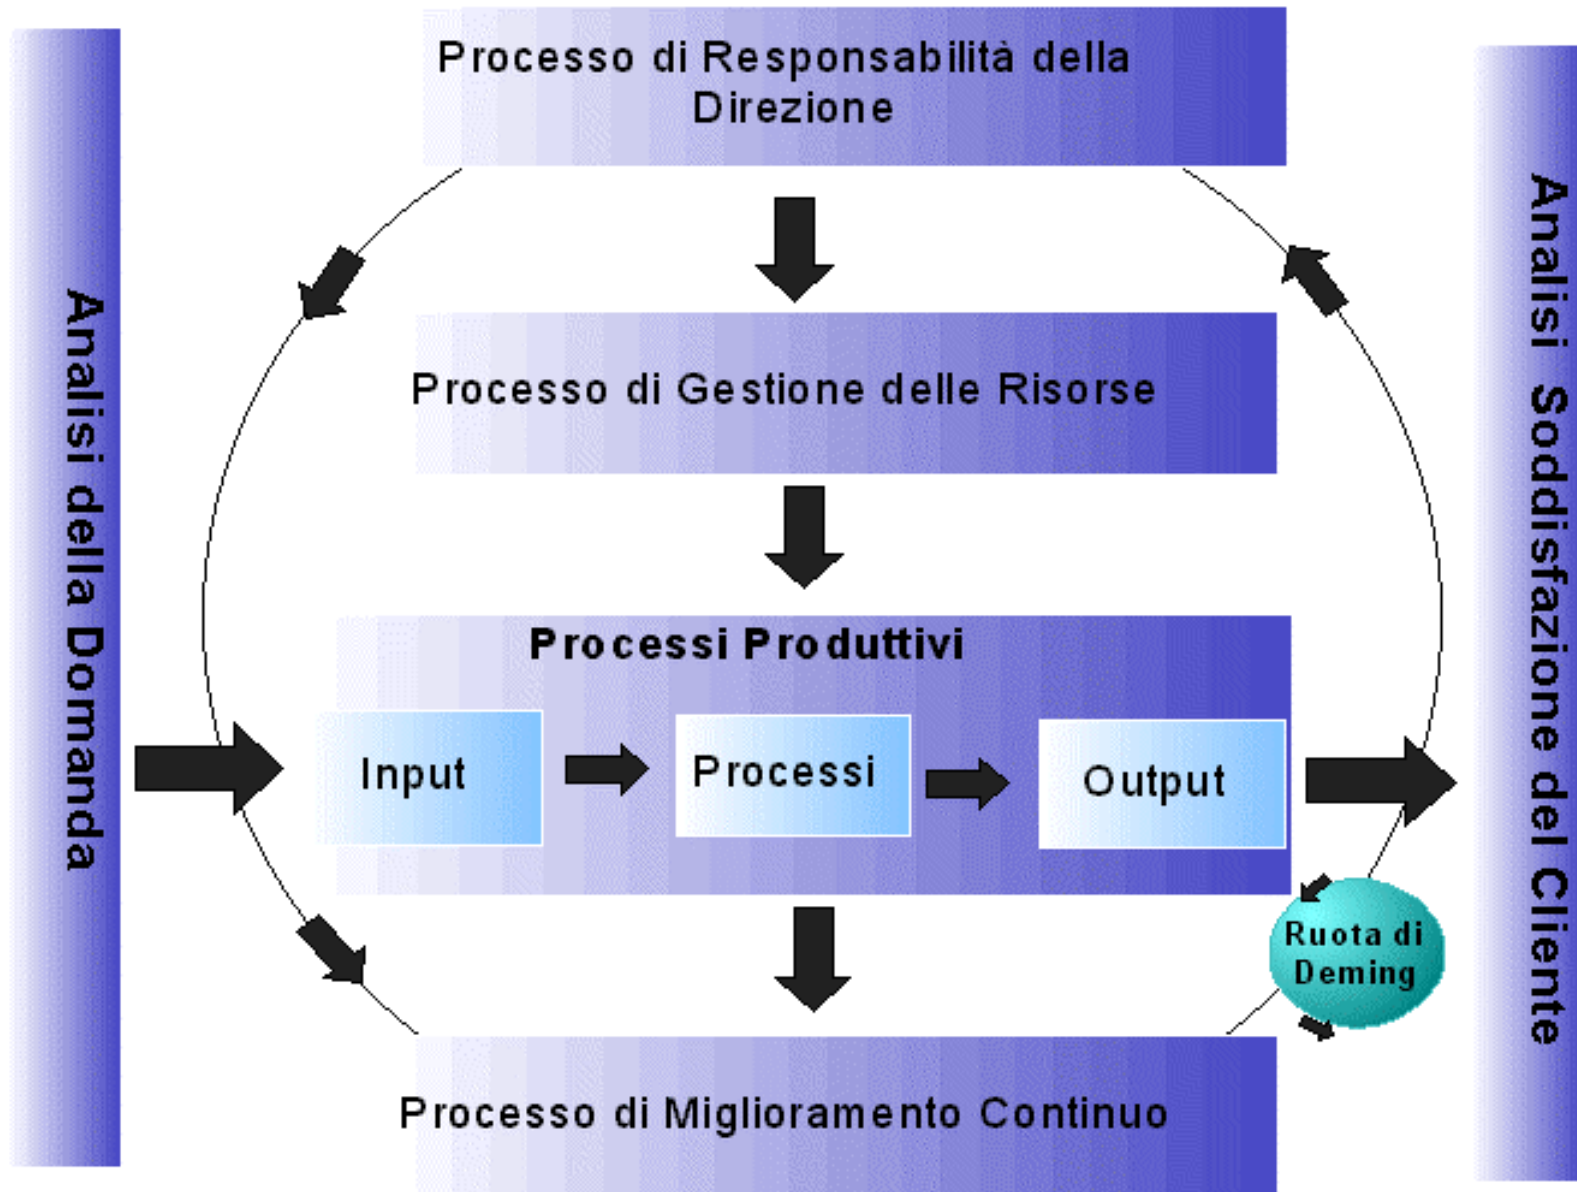 Processo di Responsabilità della
Direzione
Analisi della Domanda
Processo di Gestione delle Risorse
Processi Produttivi
Input
Processi
Output
Ruota di
Deming
Processo di Miglioramento Continuo
Analisi Soddisfazione del Cliente